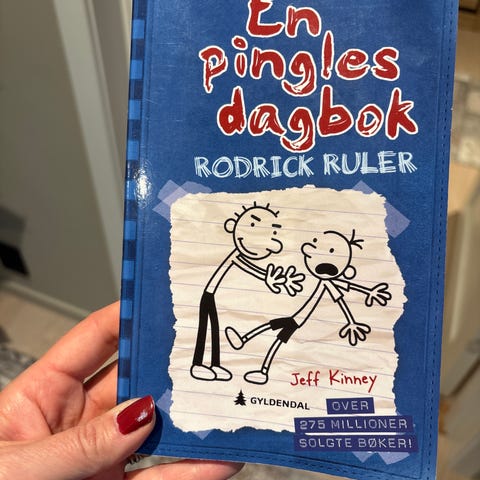 En
pingles
dagbok
RODRICK RULER
Jeff Kinney
GYLDENDAL
OVER
275 MILLIONER
SOLGTE BØKER!